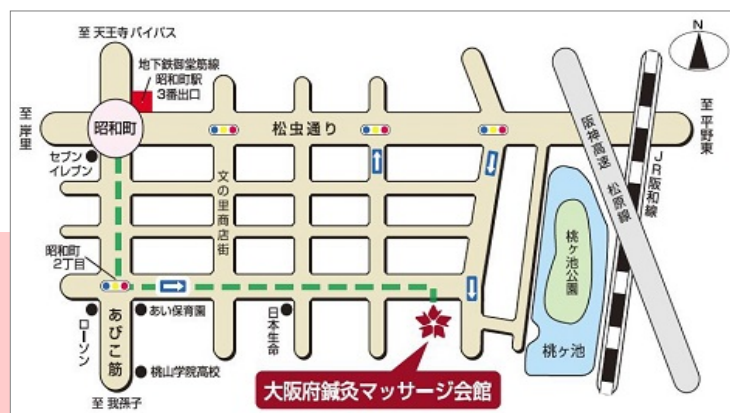 至 天王寺 バイパス
N
地下鉄御堂筋線
昭和町駅
3番出口
至 岸里
昭和町
松虫通り
至 平野東
セブン
イレブン
阪神高速 松原線
JR阪和線
文の里商店街
昭和町
2丁目
桃ヶ池公園
ローソン
あびこ筋
あい保育園
日本生命
桃ヶ池
桃山学院高校
大阪府鍼灸マッサージ会館
至 我孫子